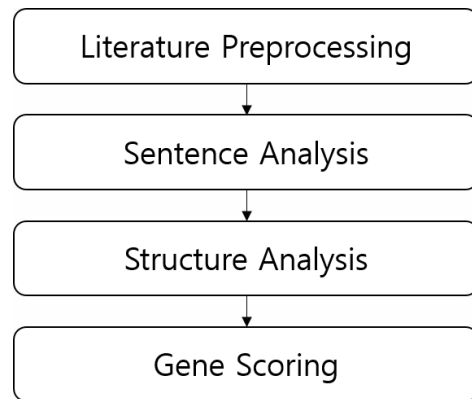 Literature Preprocessing
Sentence Analysis
Structure Analysis
Gene Scoring